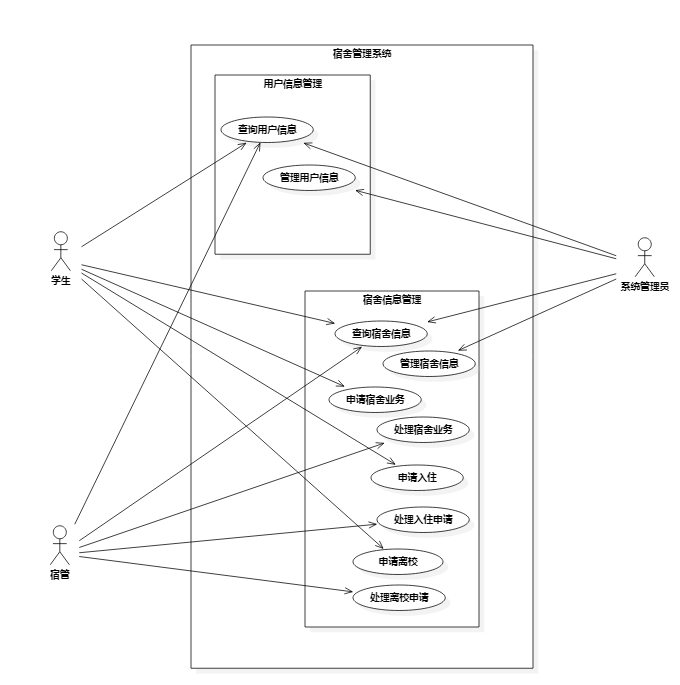 宿舍管理系统
用户信息管理
查询用户信息
管理用户信息
学生
系统管理员
宿舍信息管理
查询宿舍信息
管理宿舍信息
申请宿舍业务
处理宿舍业务
申请入住
处理入住申请
申请离校
宿管
处理离校申请